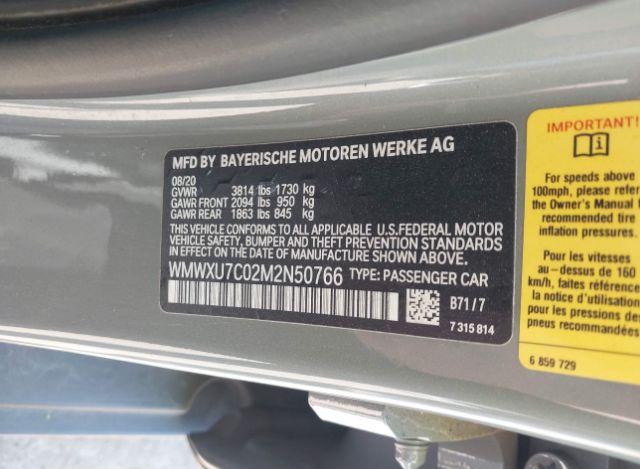 MFD BY BAYERISCHE MOTOREN WERKE AG
08/20
GVWR 3814 lbs 1730 kg
GAWR FRONT 2094 lbs 950 kg
GAWR REAR 1863 lbs 845 kg
THIS VEHICLE CONFORMS TO ALL APPLICABLE U.S.FEDERAL MOTOR
VEHICLE SAFETY, BUMPER, AND THEFT PREVENTION STANDARDS IN
EFFECT ON THE DATE OF MANUFACTURE SHOWN ABOVE.
WMWXU7C02M2N50766 TYPE: PASSENGER CAR
B71/7
7 315 814
IMPORTANT!
For speeds above
100mph, please refer
the Owner's Manual f
recommended tire
inflation pressures.
Pour les vitesses
au-dessus de 160
km/h, faites référence
la notice d'utilisation
pour les pressions de
pneus recommandées
6 859 729